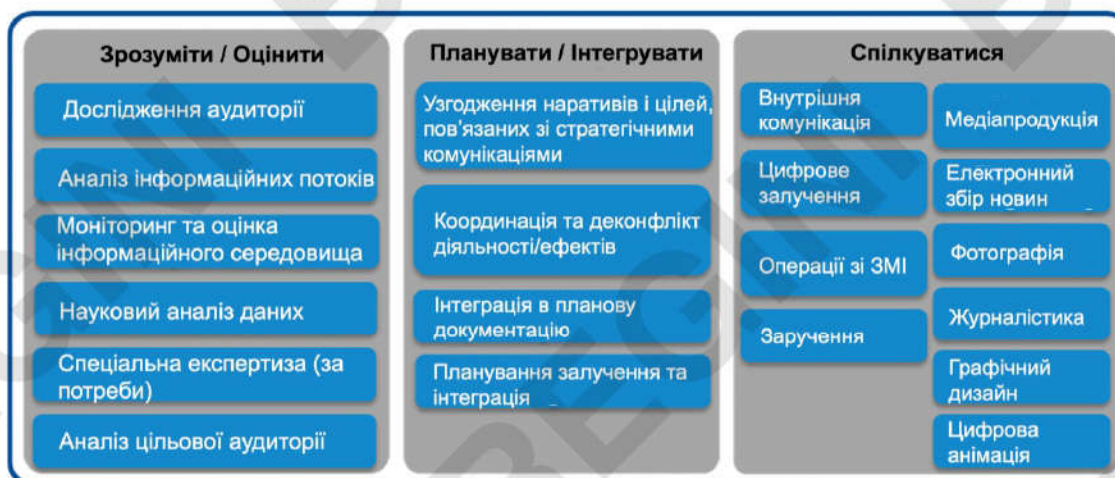 Зрозуміти / Оцінити
Дослідження аудиторії
Аналіз інформаційних потоків
Моніторинг та оцінка
інформаційного середовища
Науковий аналіз даних
Спеціальна експертиза (за
потреби)
Аналіз цільової аудиторії
Планувати / Інтегрувати
Узгодження наративів і цілей,
пов'язаних зі стратегічними
комунікаціями
Координація та деконфлікт
діяльності/ефектів
Інтеграція в планову
документацію
Планування залучення та
інтеграція
Спілкуватися
Внутрішня
комунікація
Цифрове
залучення
Операції зі ЗМІ
Заручення
Медіапродукція
Електронний
збір новин
Фотографія
Журналістика
Графічний
дизайн
Цифрова
анімація